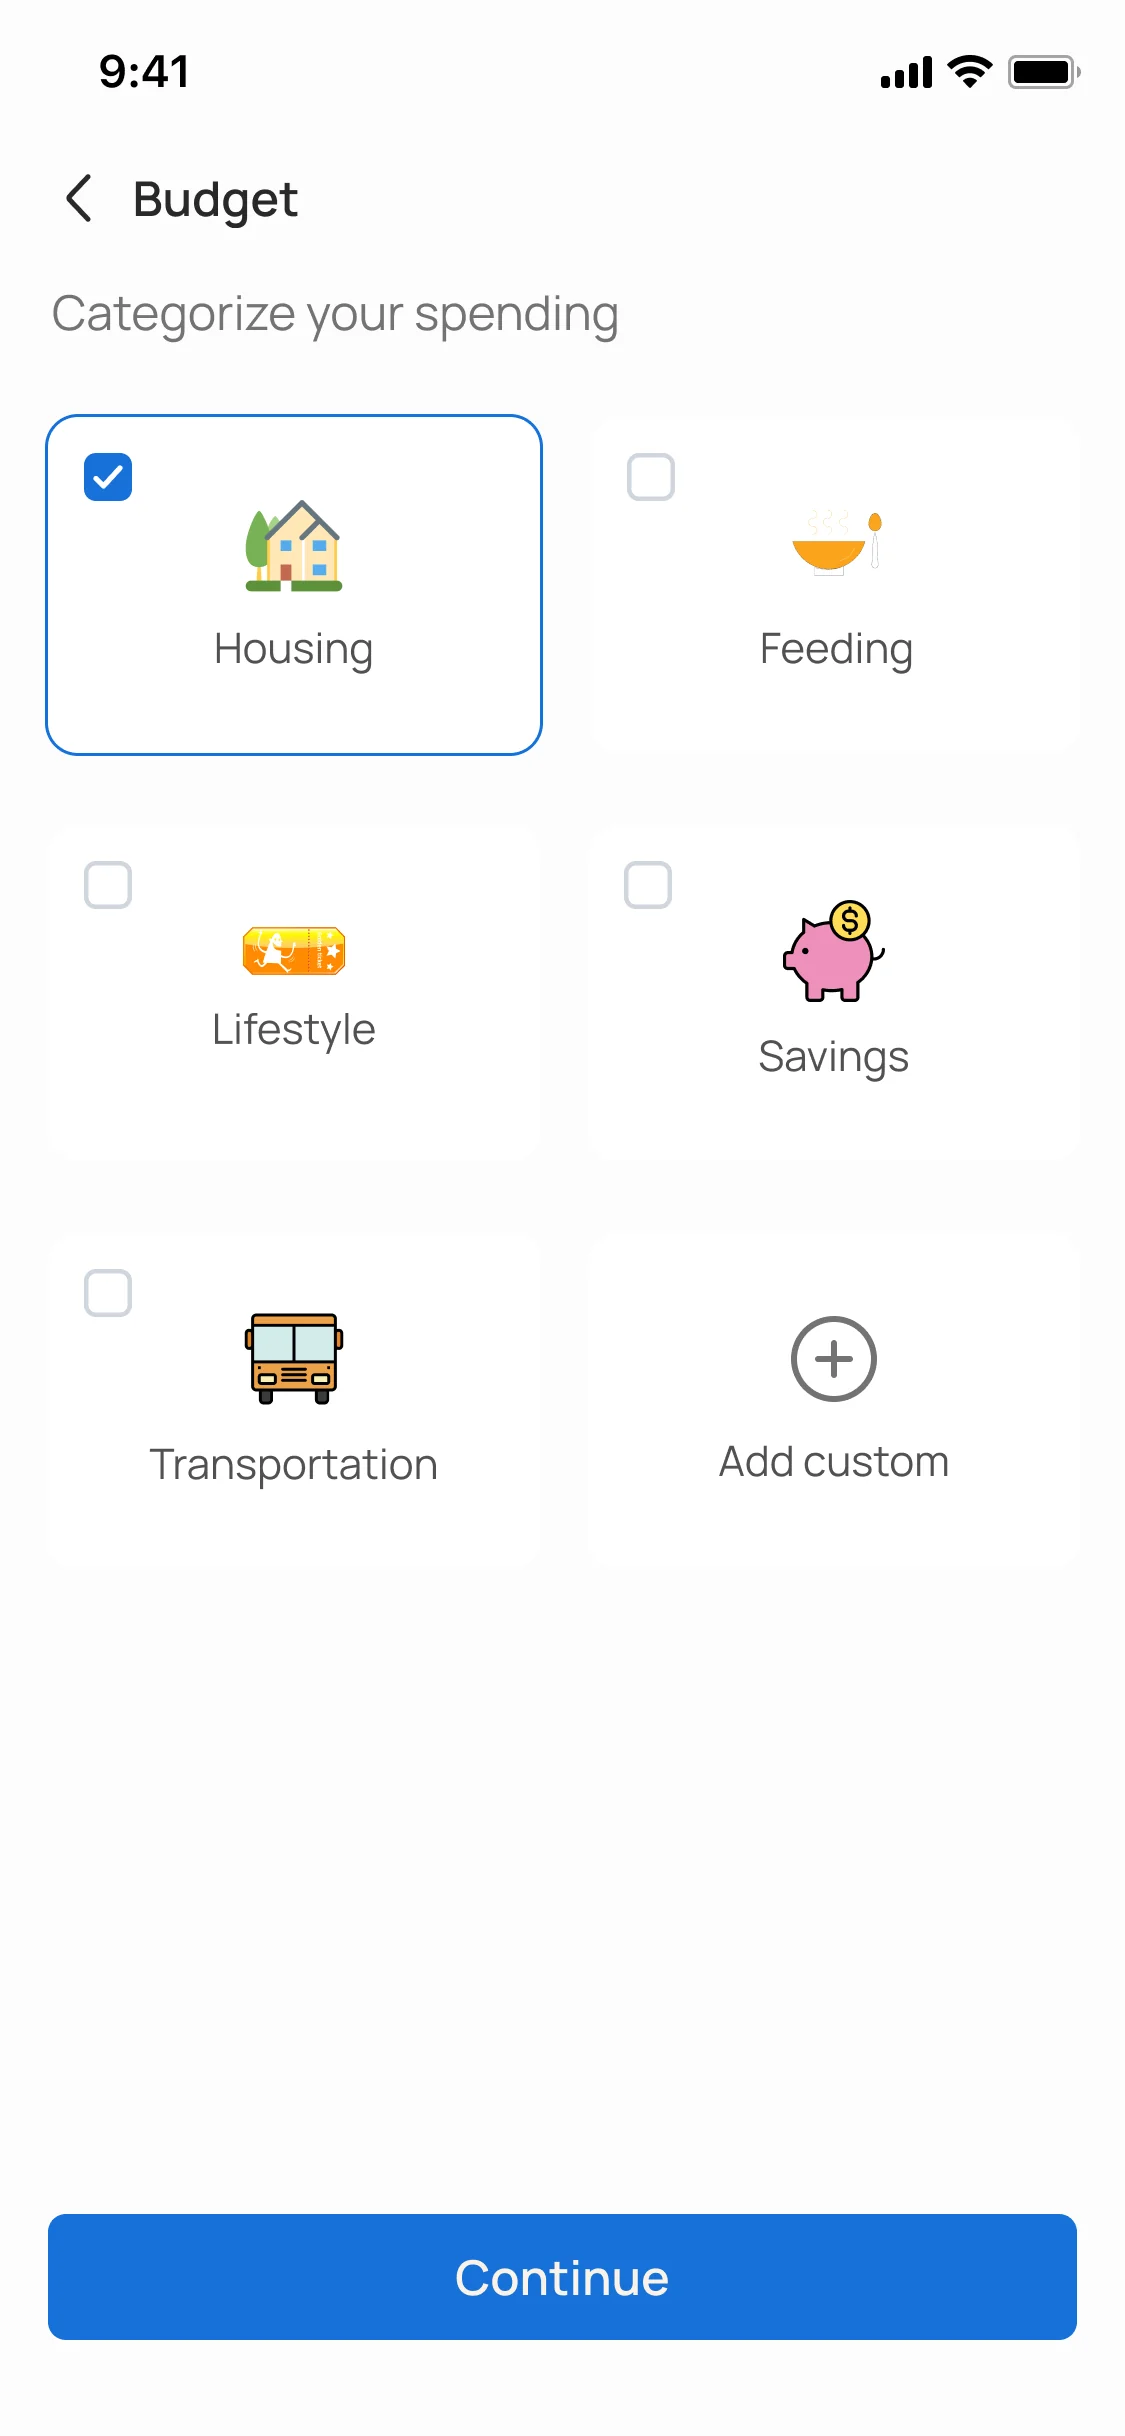 9:41
Budget
Categorize your spending
Housing
Feeding
Lifestyle
Savings
Transportation
Add custom
Continue